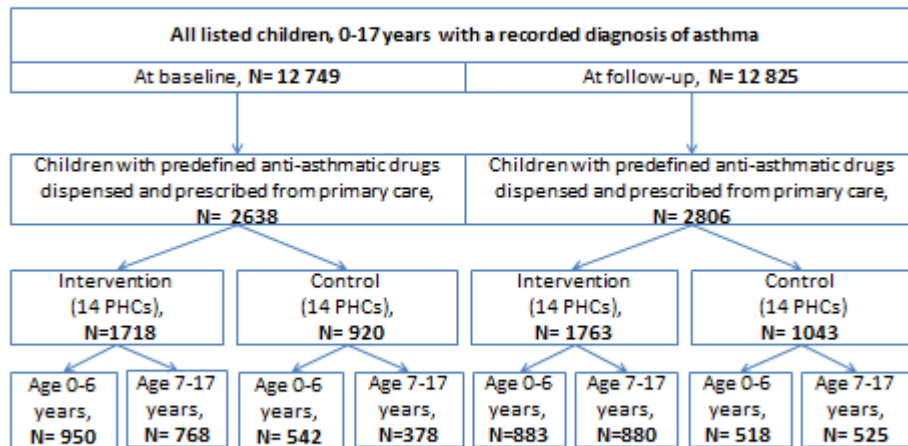 All listed children, 0-17 years with a recorded diagnosis of asthma
At baseline, N= 12 749
At follow-up, N= 12 825
Children with predefined anti-asthmatic drugs
dispensed and prescribed from primary care,
N= 2638
Children with predefined anti-asthmatic drugs
dispensed and prescribed from primary care,
N= 2806
Intervention
(14 PHCs),
N=1718
Control
(14 PHCs),
N= 920
Intervention
(14 PHCs),
N= 1763
Control
(14 PHCs)
N= 1043
Age 0-6
years,
N= 950
Age 7-17
years,
N= 768
Age 0-6
years,
N= 542
Age 7-17
years,
N=378
Age 0-6
years,
N=883
Age 7-17
years,
N= 880
Age 0-6
years,
N= 518
Age 7-17
years,
N= 525